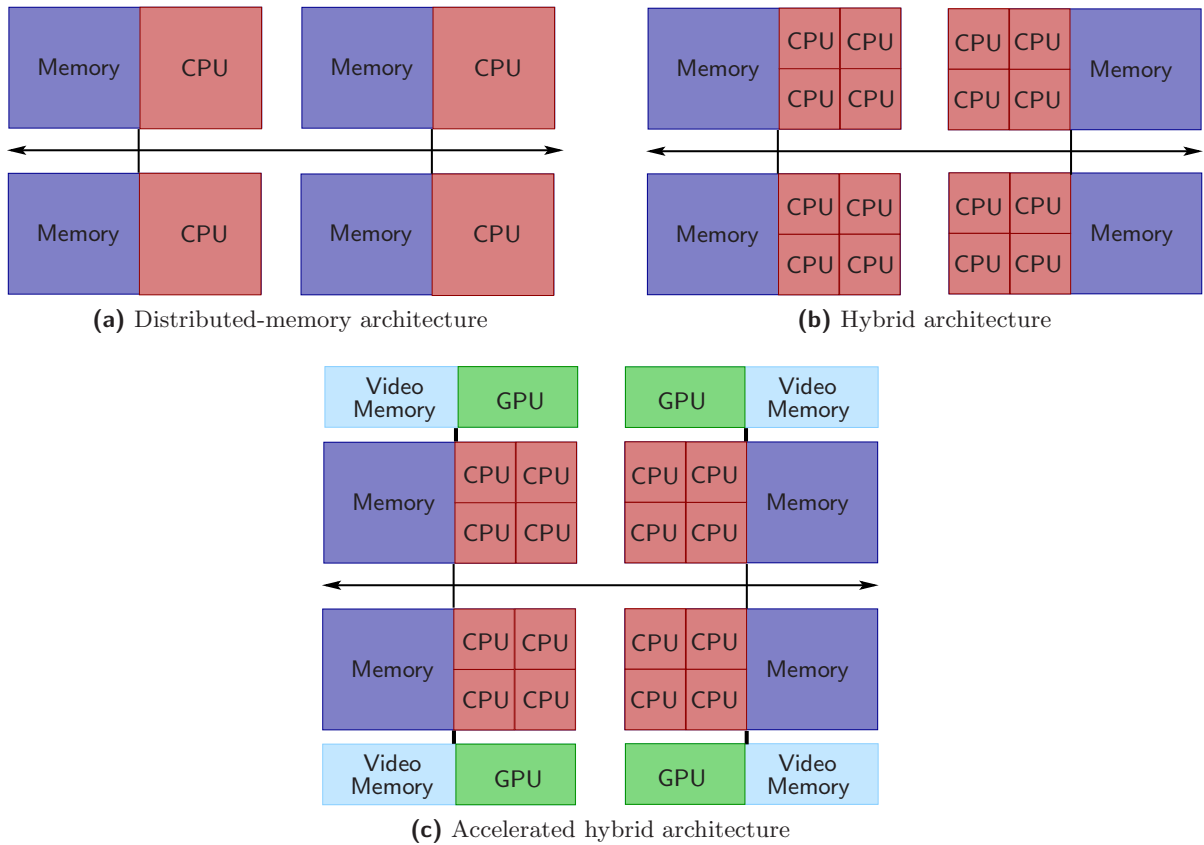 Memory CPU Memory CPU
Memory CPU Memory CPU
(a) Distributed-memory architecture
CPU CPU CPU CPU
Memory Memory
CPU CPU CPU CPU
CPU CPU CPU CPU
Memory Memory
CPU CPU CPU CPU
(b) Hybrid architecture
Video
Memory
GPU GPU
Video
Memory
CPU CPU CPU CPU
Memory Memory
CPU CPU CPU CPU
CPU CPU CPU CPU
Memory Memory
CPU CPU CPU CPU
Video
Memory
GPU GPU
Video
Memory
(c) Accelerated hybrid architecture